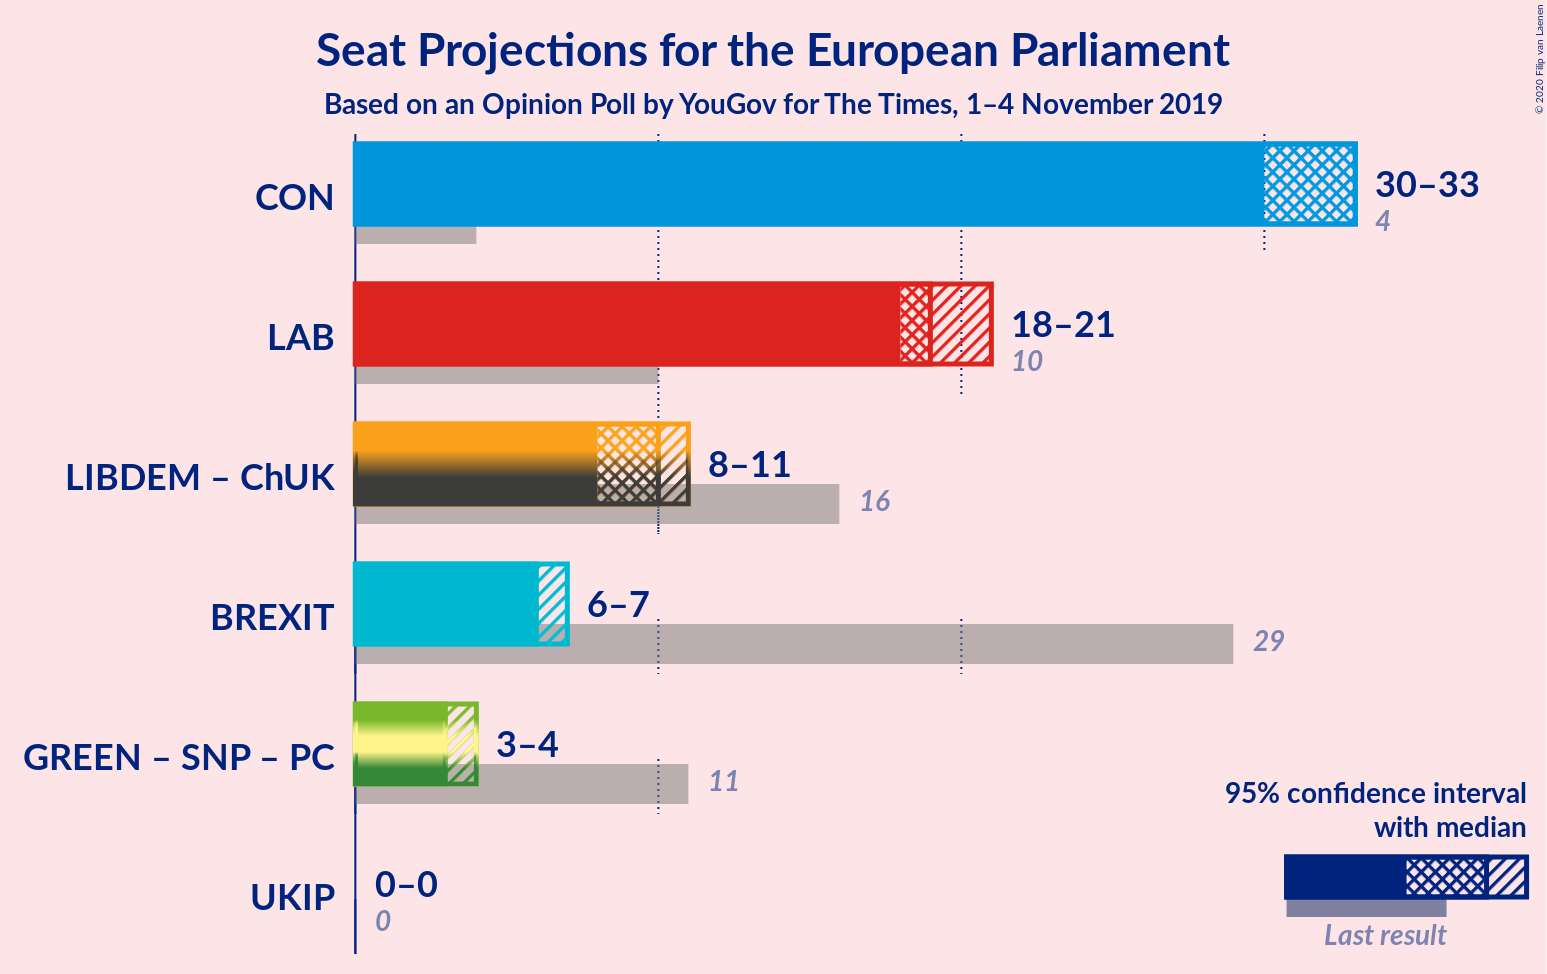 Seat Projections for the European Parliament
Based on an Opinion Poll by YouGov for The Times, 1–4 November 2019
© 2020 Filip van Laenen
CON
30–33
4
LAB
18–21
10
LIBDEM – ChUK
8–11
16
BREXIT
6–7
29
GREEN – SNP – PC
3–4
11
UKIP
0–0
0
95% confidence interval
with median
Last result